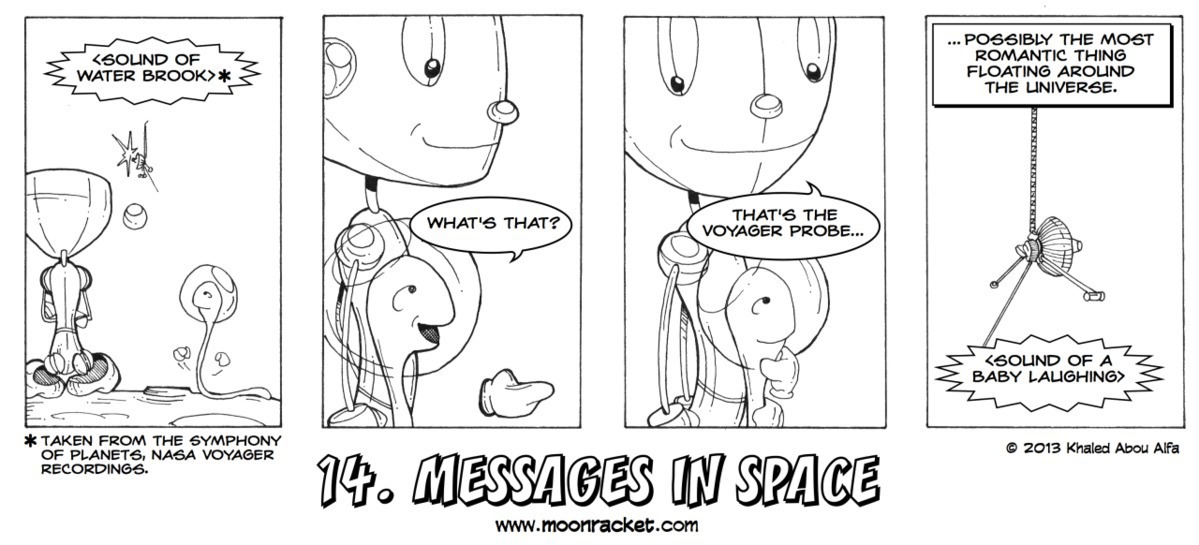 <SOUND OF
WATER BROOK>*
WHAT'S THAT?
THAT'S THE
VOYAGER PROBE...
...POSSIBLY THE MOST
ROMANTIC THING
FLOATING AROUND
THE UNIVERSE.
<SOUND OF A
BABY LAUGHING>
* TAKEN FROM THE SYMPHONY
OF PLANETS, NASA VOYAGER
RECORDINGS.
© 2013 Khaled Abou Alfa
14. MESSAGES IN SPACE
www.moonracket.com